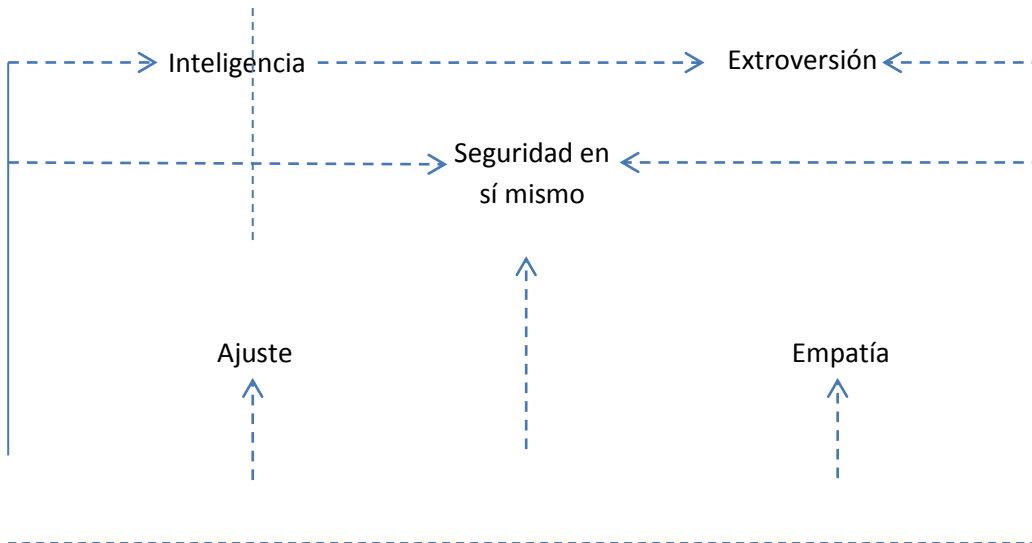 Inteligencia
Extroversión
Seguridad en
sí mismo
Ajuste
Empatía